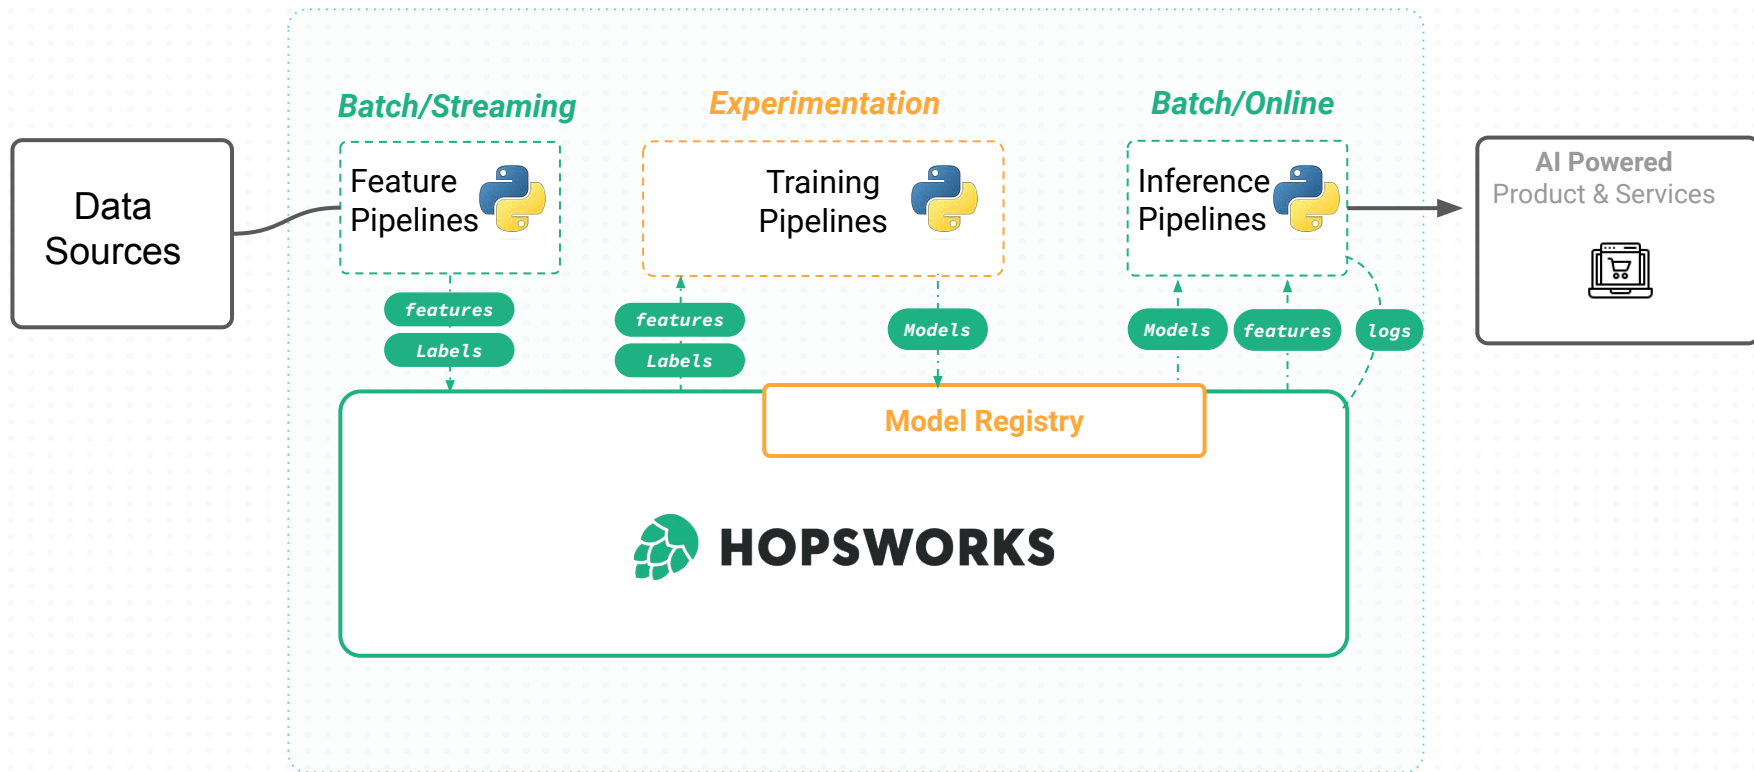 Batch/Streaming
Experimentation
Batch/Online
Data
Sources
Feature
Pipelines
Training
Pipelines
Inference
Pipelines
AI Powered
Product & Services
features
Labels
features
Labels
Models
Models
features
logs
Model Registry
HOPSWORKS